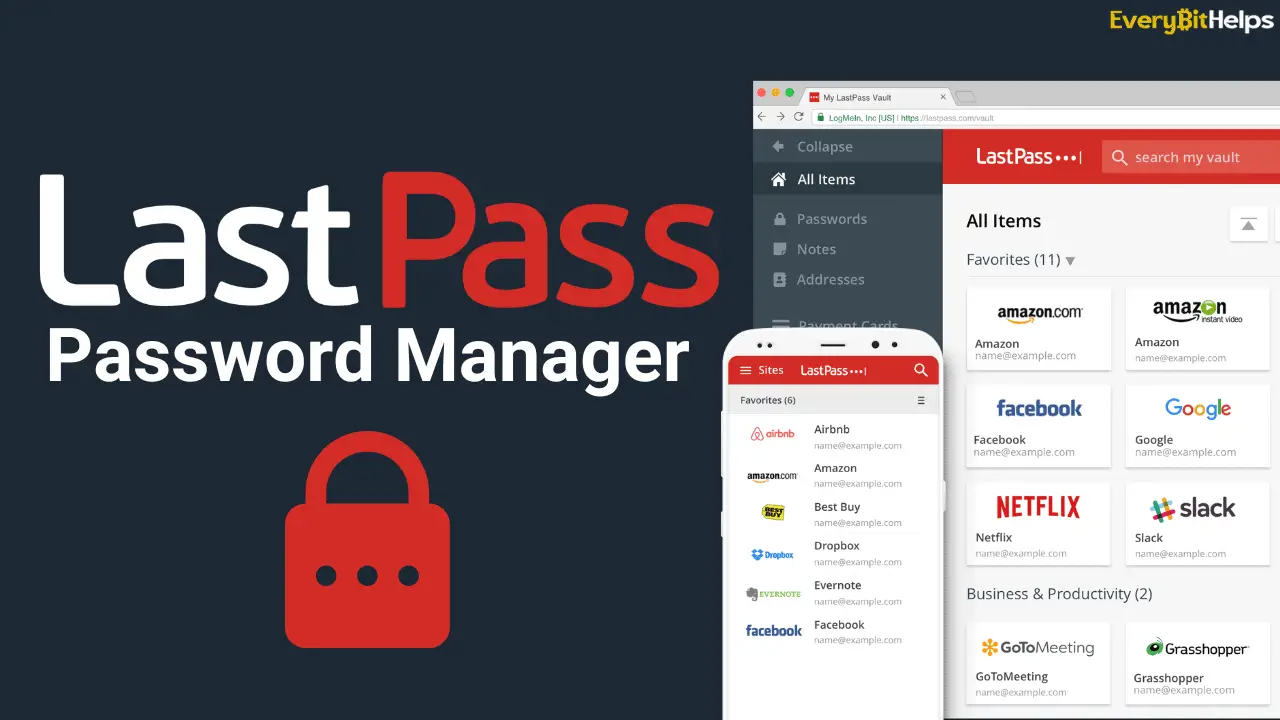 EveryBitHelps
LastPass
Password Manager
My LastPass Vault
LogMeIn, Inc [US] | https://lastpass.com/vault
Collapse
All Items
Passwords
Notes
Addresses
Payment Cards
LastPass
search my vault
All Items
Favorites (11)
amazon.com
Amazon
name@example.com
amazon
instant video
Amazon
name@example.com
facebook
Facebook
name@example.com
Google
Google
name@example.com
NETFLIX
Netflix
name@example.com
slack
Slack
name@example.com
Business & Productivity (2)
GoToMeeting
GoToMeeting
name@example.com
Grasshopper
Grasshopper
name@example.com
Sites LastPass
Favorites (6)
airbnb
Airbnb
name@example.com
amazon.com
Amazon
name@example.com
BEST
BUY
Best Buy
name@example.com
Dropbox
Dropbox
name@example.com
EVERNOTE
Evernote
name@example.com
facebook
Facebook
name@example.com